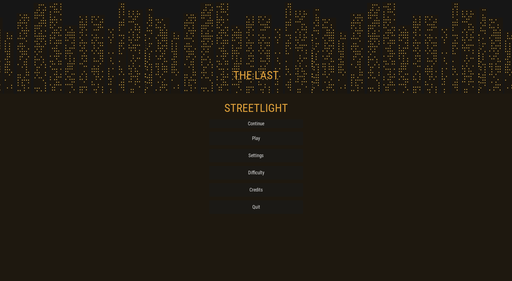 THE LAST
STREETLIGHT
Continue
Play
Settings
Difficulty
Credits
Quit